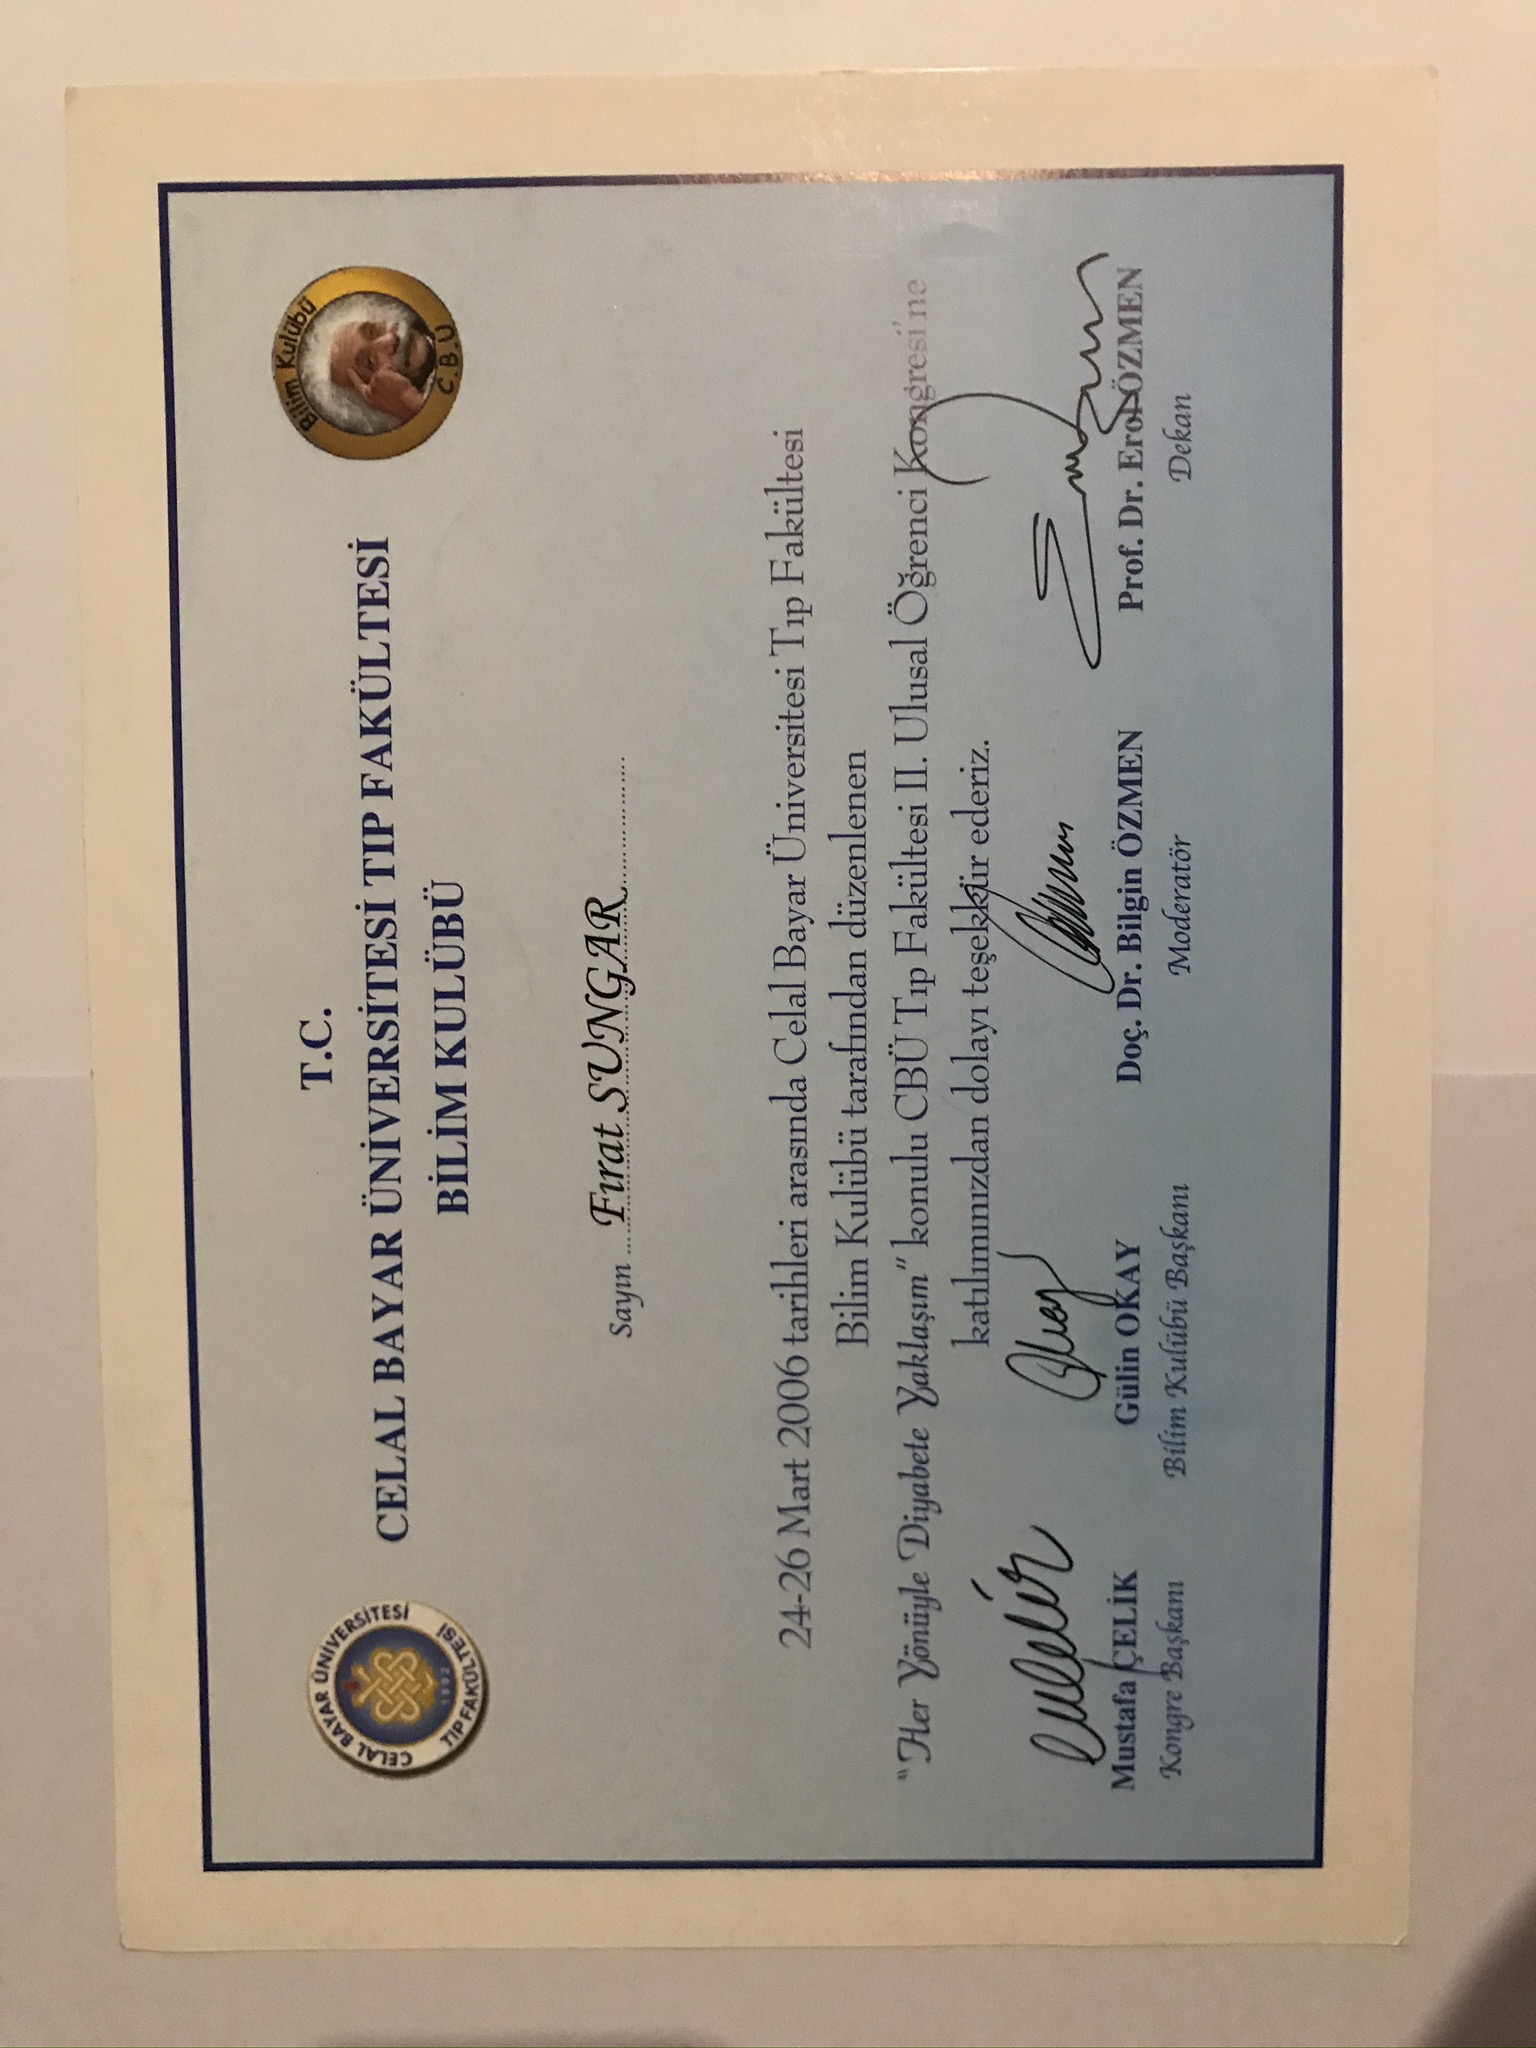 T.C.
CELAL BAYAR ÜNİVERSİTESİ TIP FAKÜLTESİ
BİLİM KULÜBÜ
CELAL BAYAR ÜNİVERSİTESİ
TIP FAKÜLTESİ
1992
Bilim Kulübü
C.B.Ü
Sayın ....Fırat SUNGAR...............
24-26 Mart 2006 tarihleri arasında Celal Bayar Üniversitesi Tıp Fakültesi
Bilim Kulübü tarafından düzenlenen
"Her Yönüyle Diyabete Yaklaşım" konulu CBÜ Tıp Fakültesi II. Ulusal Öğrenci Kongresi'ne
katılımınızdan dolayı teşekkür ederiz.
Mustafa ÇELİK
Kongre Başkanı
Gülin OKAY
Bilim Kulübü Başkanı
Doç. Dr. Bilgin ÖZMEN
Moderatör
Prof. Dr. Erol ÖZMEN
Dekan